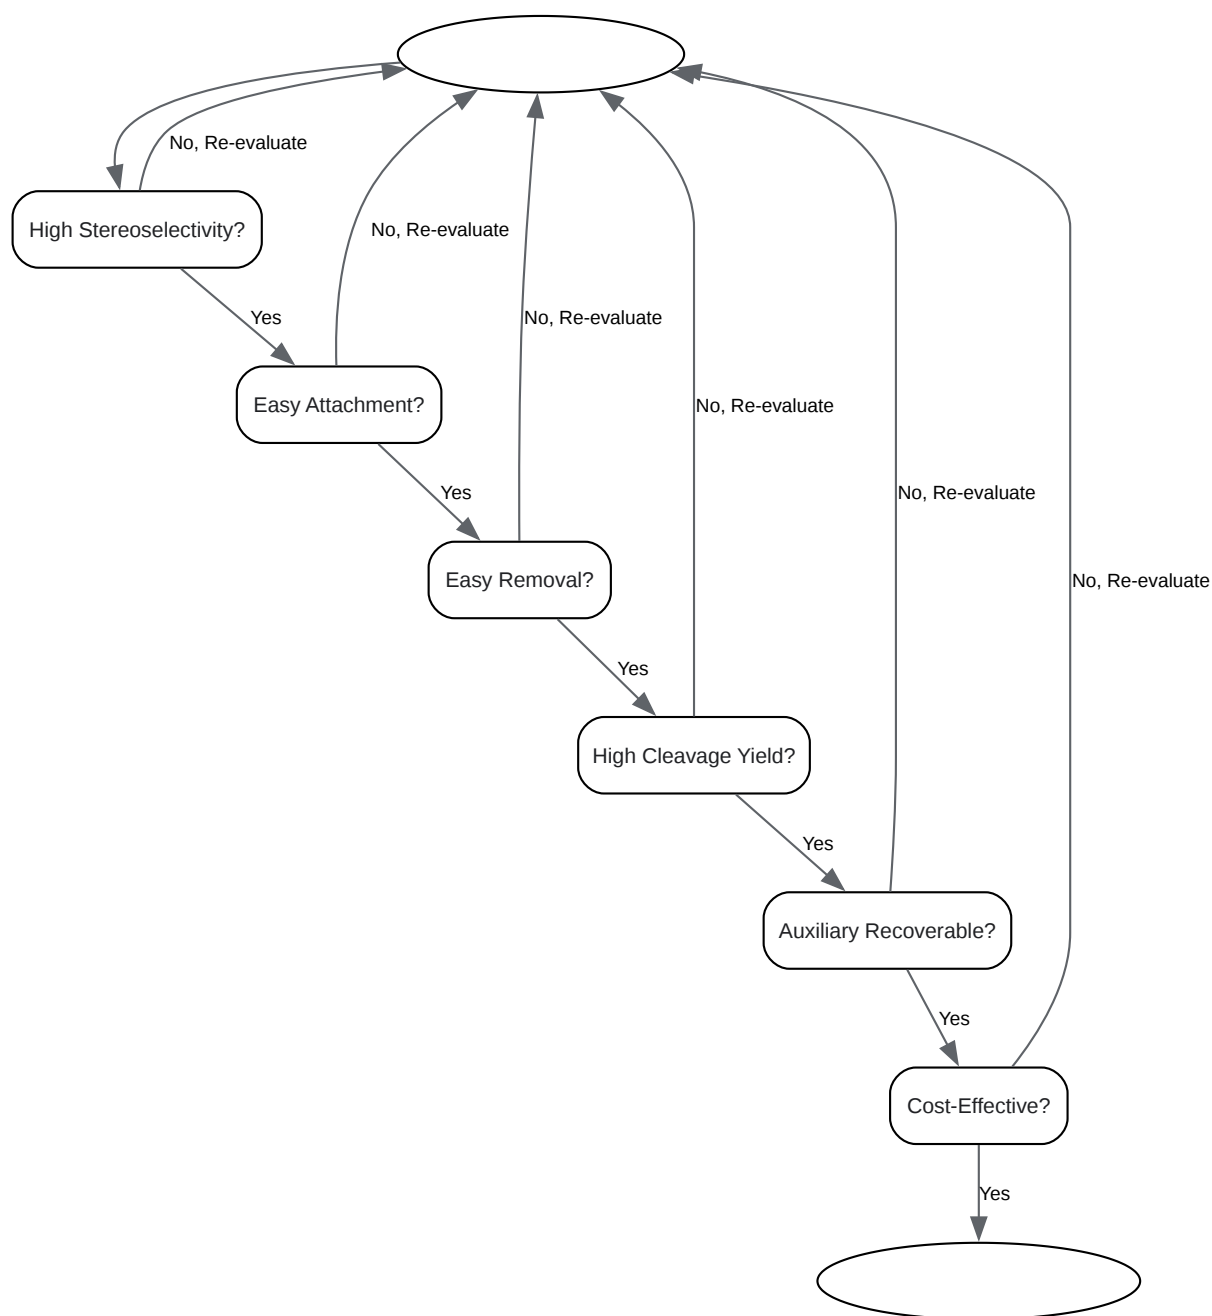 No, Re-evaluate
High Stereoselectivity?
No, Re-evaluate
Yes
No, Re-evaluate
Easy Attachment?
No, Re-evaluate
Yes
No, Re-evaluate
Easy Removal?
No, Re-evaluate
Yes
High Cleavage Yield?
Yes
Auxiliary Recoverable?
Yes
Cost-Effective?
Yes